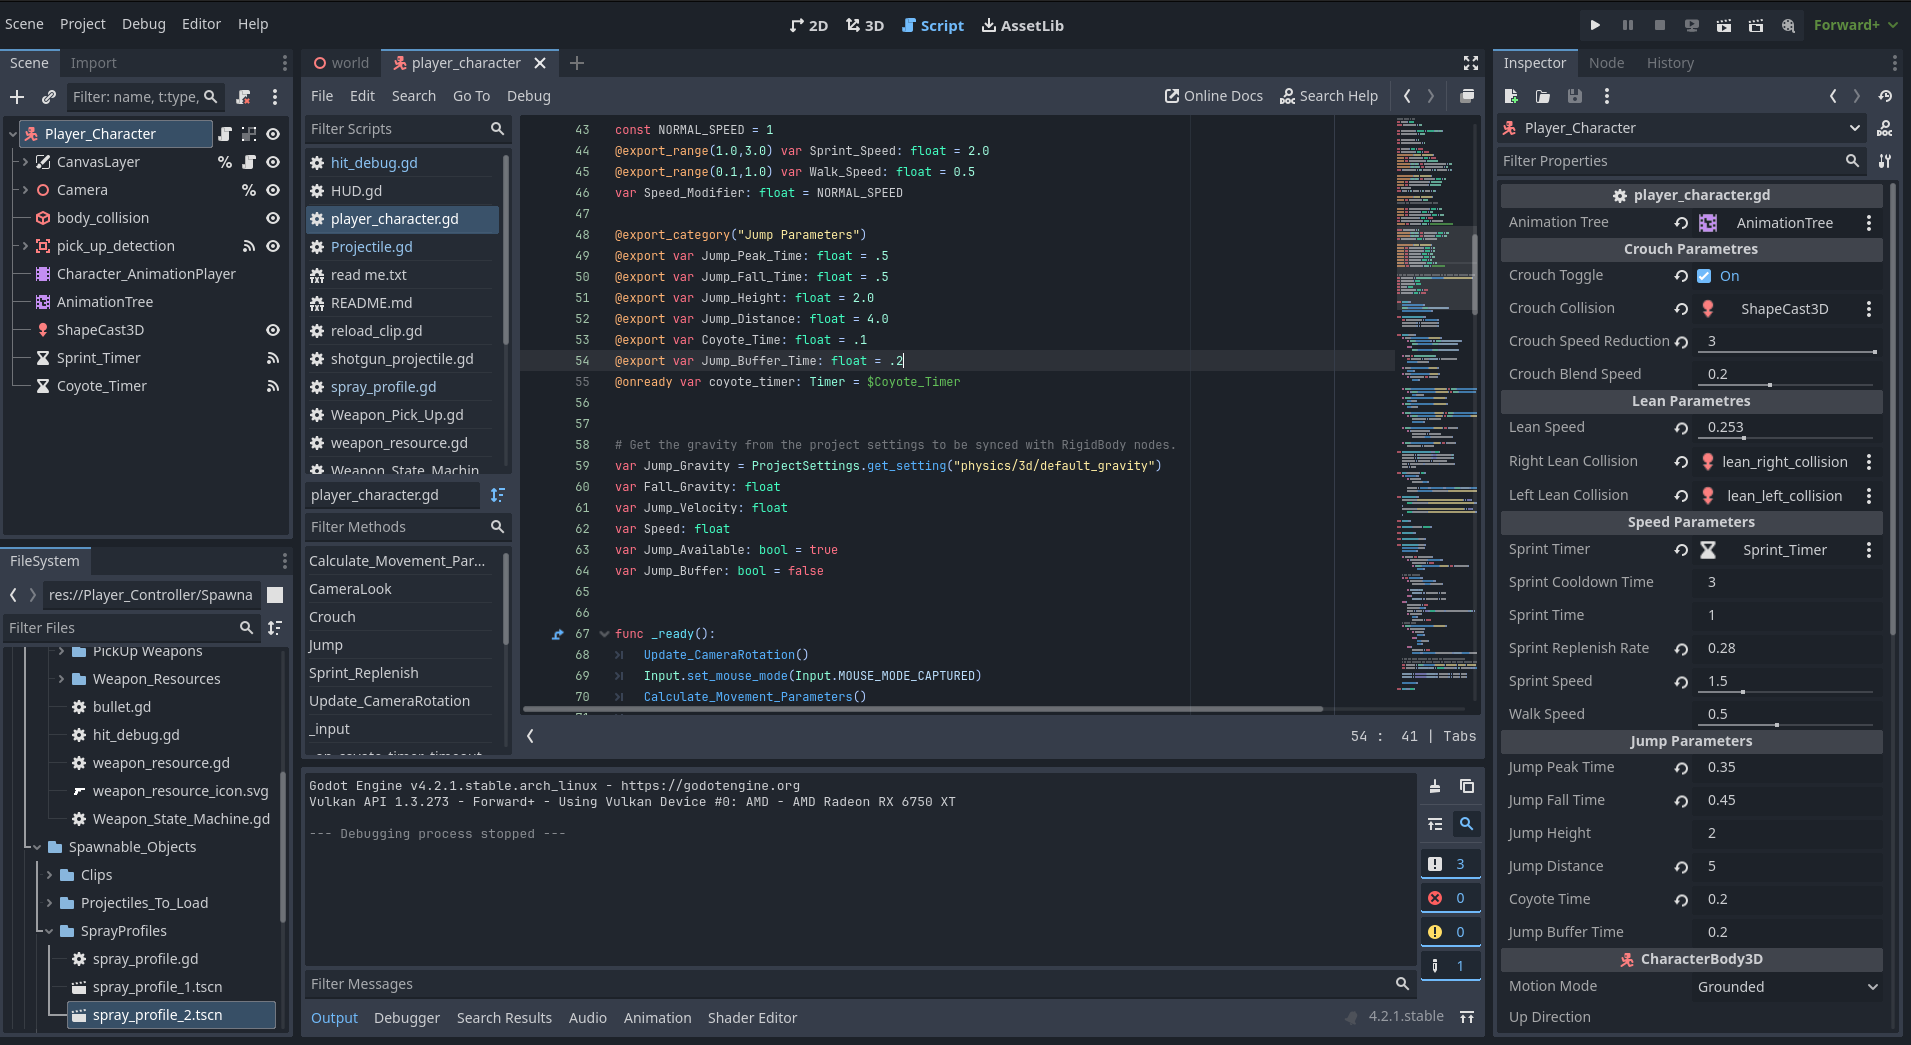 Scene Project Debug Editor Help
2D 3D Script AssetLib
Forward+
Scene Import
Filter: name, t:type,
Player_Character
CanvasLayer
Camera
body_collision
pick_up_detection
Character_AnimationPlayer
AnimationTree
ShapeCast3D
Sprint_Timer
Coyote_Timer
FileSystem
res://Player_Controller/Spawna
Filter Files
PickUp Weapons
Weapon_Resources
bullet.gd
hit_debug.gd
weapon_resource.gd
weapon_resource_icon.svg
Weapon_State_Machine.gd
Spawnable_Objects
Clips
Projectiles_To_Load
SprayProfiles
spray_profile.gd
spray_profile_1.tscn
spray_profile_2.tscn
world player_character
File Edit Search Go To Debug
Online Docs Search Help
Filter Scripts
hit_debug.gd
HUD.gd
player_character.gd
Projectile.gd
read me.txt
README.md
reload_clip.gd
shotgun_projectile.gd
spray_profile.gd
Weapon_Pick_Up.gd
weapon_resource.gd
Weapon_State_Machin
player_character.gd
Filter Methods
Calculate_Movement_Par...
CameraLook
Crouch
Jump
Sprint_Replenish
Update_CameraRotation
_input
_on_coyote_timer_timeout
43 const NORMAL_SPEED = 1
44 @export_range(1.0,3.0) var Sprint_Speed: float = 2.0
45 @export_range(0.1,1.0) var Walk_Speed: float = 0.5
46 var Speed_Modifier: float = NORMAL_SPEED
47
48 @export_category("Jump Parameters")
49 @export var Jump_Peak_Time: float = .5
50 @export var Jump_Fall_Time: float = .5
51 @export var Jump_Height: float = 2.0
52 @export var Jump_Distance: float = 4.0
53 @export var Coyote_Time: float = .1
54 @export var Jump_Buffer_Time: float = .2
55 @onready var coyote_timer: Timer = $Coyote_Timer
56
57
58 # Get the gravity from the project settings to be synced with RigidBody nodes.
59 var Jump_Gravity = ProjectSettings.get_setting("physics/3d/default_gravity")
60 var Fall_Gravity: float
61 var Jump_Velocity: float
62 var Speed: float
63 var Jump_Available: bool = true
64 var Jump_Buffer: bool = false
65
66
67 func _ready():
68 Update_CameraRotation()
69 Input.set_mouse_mode(Input.MOUSE_MODE_CAPTURED)
70 Calculate_Movement_Parameters()
71
54 : 41 | Tabs
Godot Engine v4.2.1.stable.arch_linux - https://godotengine.org
Vulkan API 1.3.273 - Forward+ - Using Vulkan Device #0: AMD - AMD Radeon RX 6750 XT
--- Debugging process stopped ---
3
0
0
1
Filter Messages
Output Debugger Search Results Audio Animation Shader Editor
4.2.1.stable
Inspector Node History
Player_Character
Filter Properties
player_character.gd
Animation Tree AnimationTree
Crouch Parametres
Crouch Toggle On
Crouch Collision ShapeCast3D
Crouch Speed Reduction 3
Crouch Blend Speed 0.2
Lean Parametres
Lean Speed 0.253
Right Lean Collision lean_right_collision
Left Lean Collision lean_left_collision
Speed Parameters
Sprint Timer Sprint_Timer
Sprint Cooldown Time 3
Sprint Time 1
Sprint Replenish Rate 0.28
Sprint Speed 1.5
Walk Speed 0.5
Jump Parameters
Jump Peak Time 0.35
Jump Fall Time 0.45
Jump Height 2
Jump Distance 5
Coyote Time 0.2
Jump Buffer Time 0.2
CharacterBody3D
Motion Mode Grounded
Up Direction